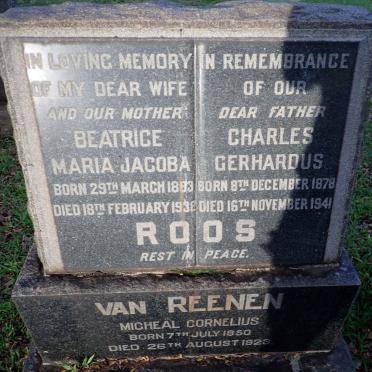 IN LOVING MEMORY
OF MY DEAR WIFE
AND OUR MOTHER
BEATRICE
MARIA JACOBA
BORN 29TH MARCH 1883
DIED 18TH FEBRUARY 1938
IN REMEMBRANCE
OF OUR
DEAR FATHER
CHARLES
GERHARDUS
BORN 8TH DECEMBER 1878
DIED 16TH NOVEMBER 1941
ROOS
REST IN PEACE.
VAN REENEN
MICHEAL CORNELIUS
BORN 7TH JULY 1850
DIED 26TH AUGUST 1929